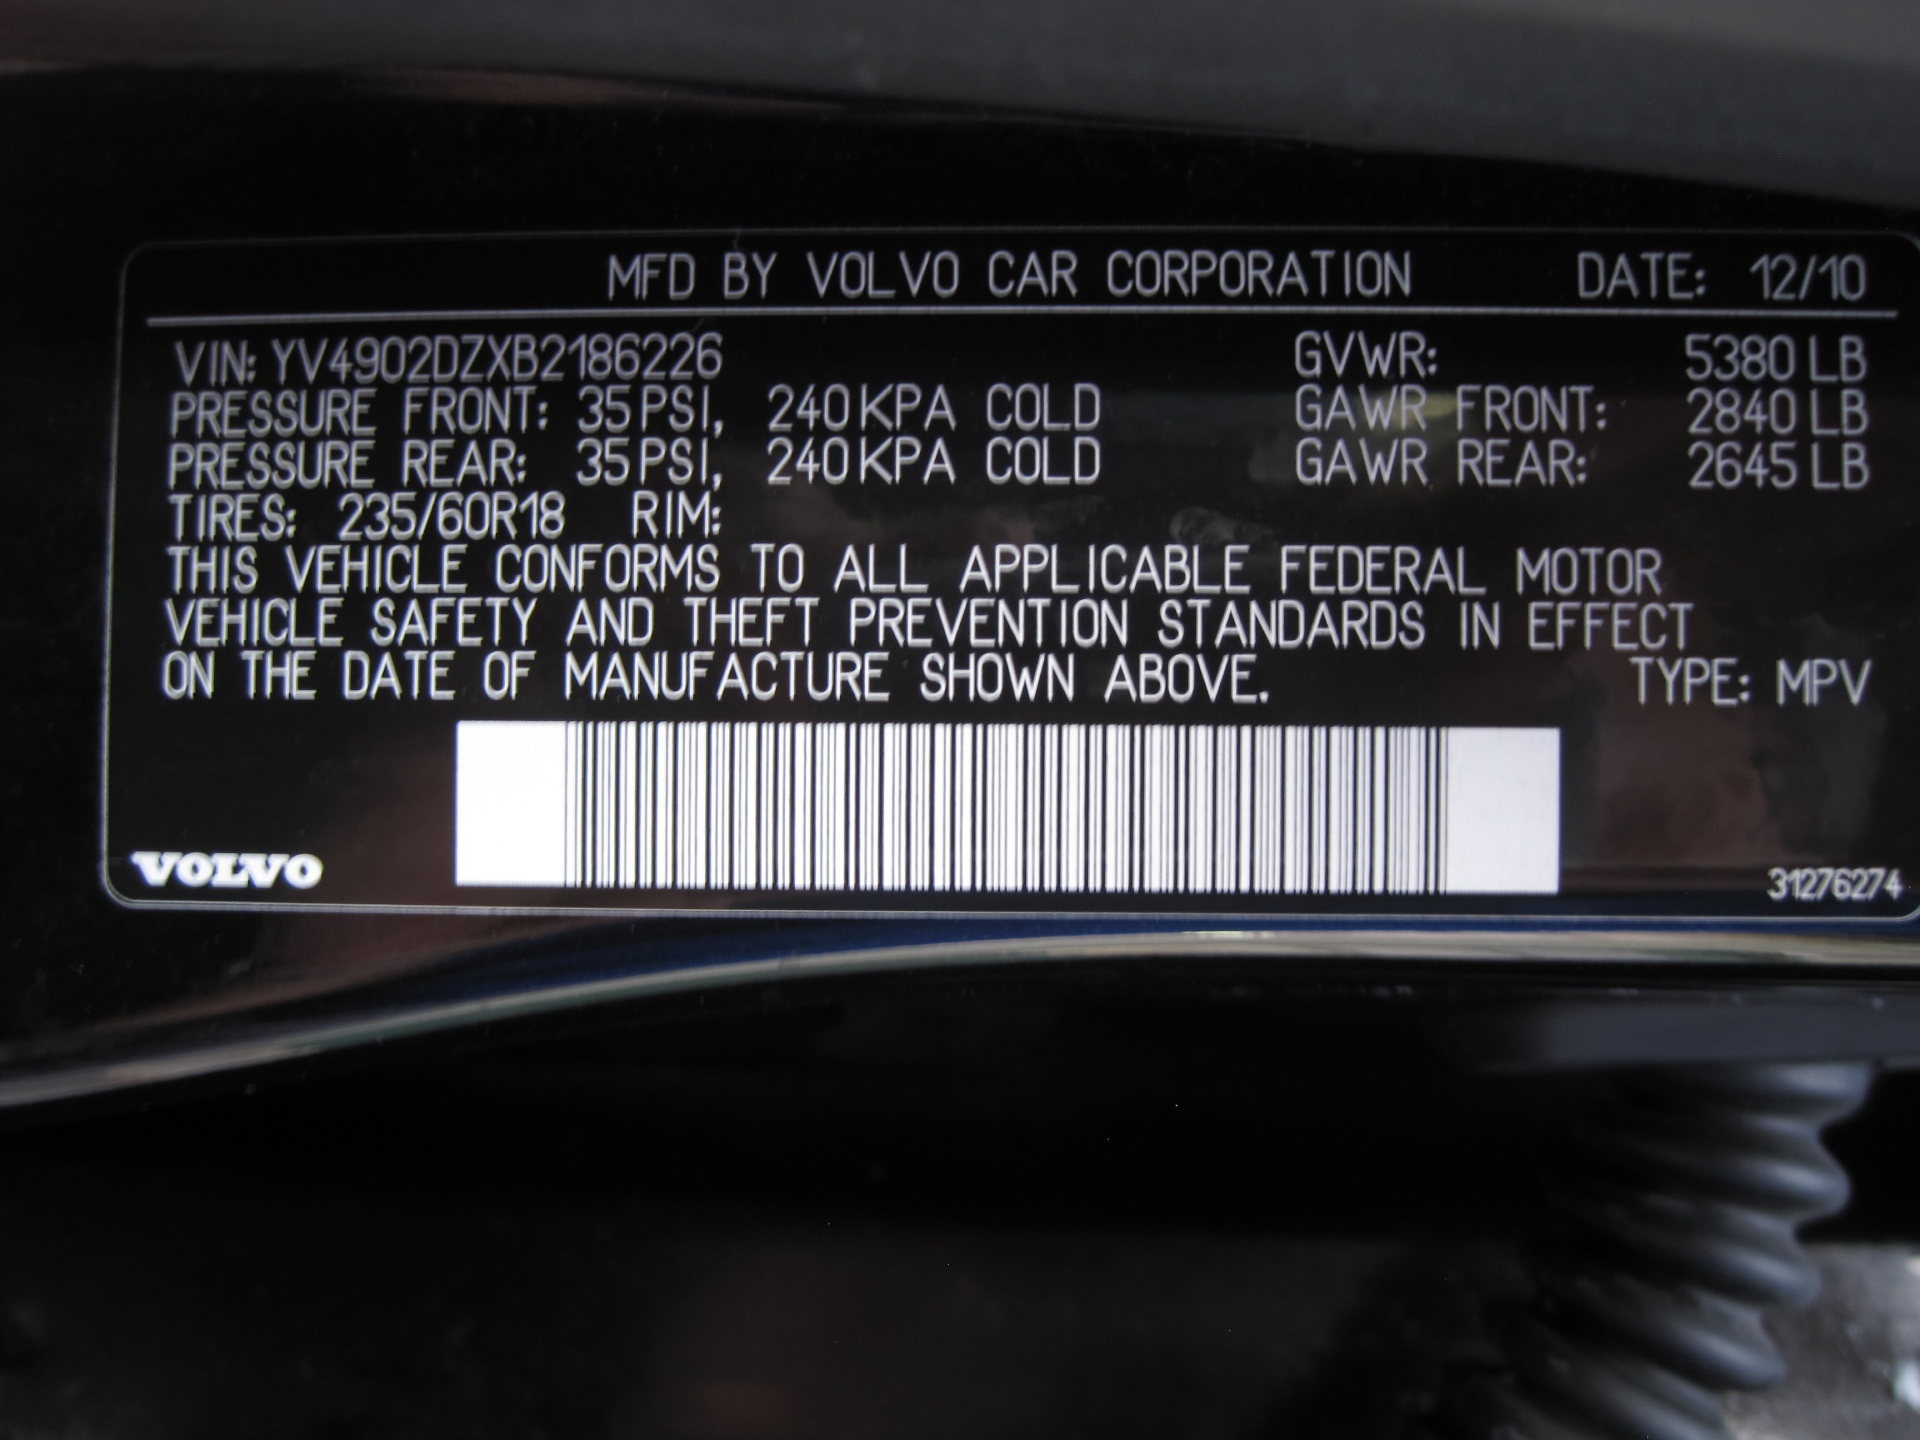 MFD BY VOLVO CAR CORPORATION DATE: 12/10
VIN: YV4902DZXB2186226 GVWR: 5380 LB
PRESSURE FRONT: 35 PSI, 240 KPA COLD GAWR FRONT: 2840 LB
PRESSURE REAR: 35 PSI, 240 KPA COLD GAWR REAR: 2645 LB
TIRES: 235/60R18 RIM:
THIS VEHICLE CONFORMS TO ALL APPLICABLE FEDERAL MOTOR
VEHICLE SAFETY AND THEFT PREVENTION STANDARDS IN EFFECT
ON THE DATE OF MANUFACTURE SHOWN ABOVE. TYPE: MPV
VOLVO 31276274